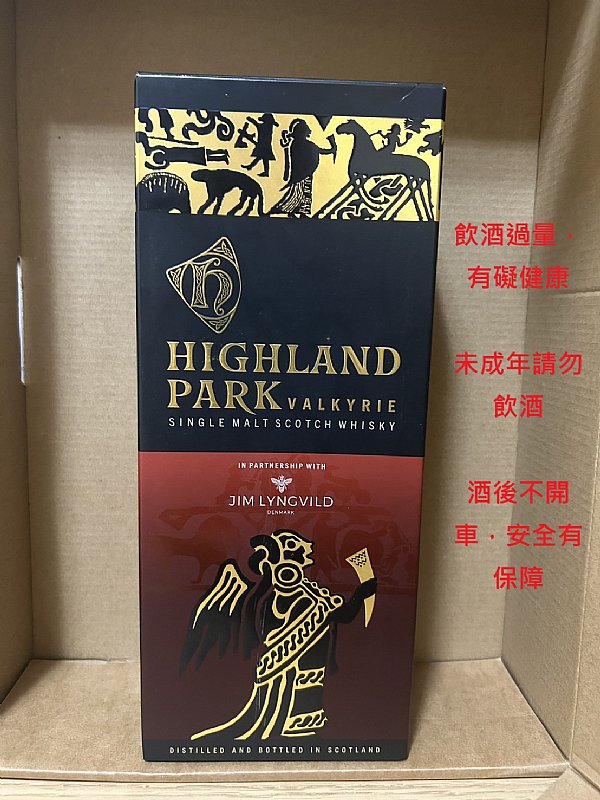 HIGHLAND
PARK VALKYRIE
SINGLE MALT SCOTCH WHISKY
IN PARTNERSHIP WITH
JIM LYNGVILD
DENMARK
DISTILLED AND BOTTLED IN SCOTLAND
飲酒過量，
有礙健康
未成年請勿
飲酒
酒後不開
車，安全有
保障